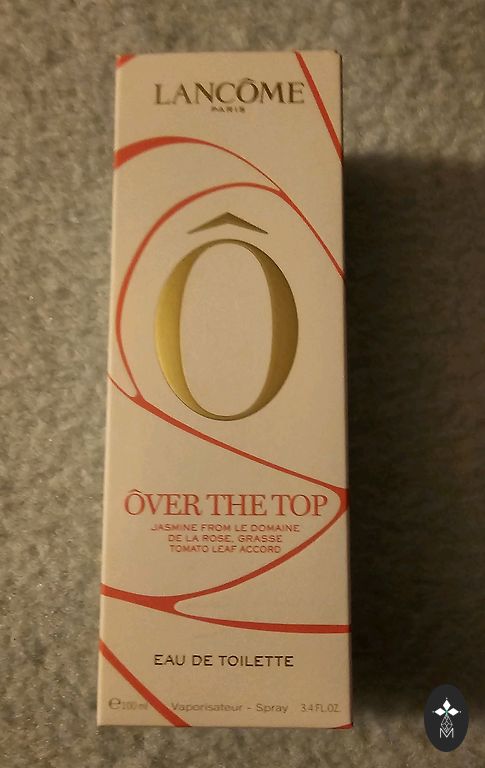 LANCÔME
PARIS
Ô
ÔVER THE TOP
JASMINE FROM LE DOMAINE
DE LA ROSE, GRASSE
TOMATO LEAF ACCORD
EAU DE TOILETTE
℮100 ml Vaporisateur - Spray 3.4 FL.OZ.
M